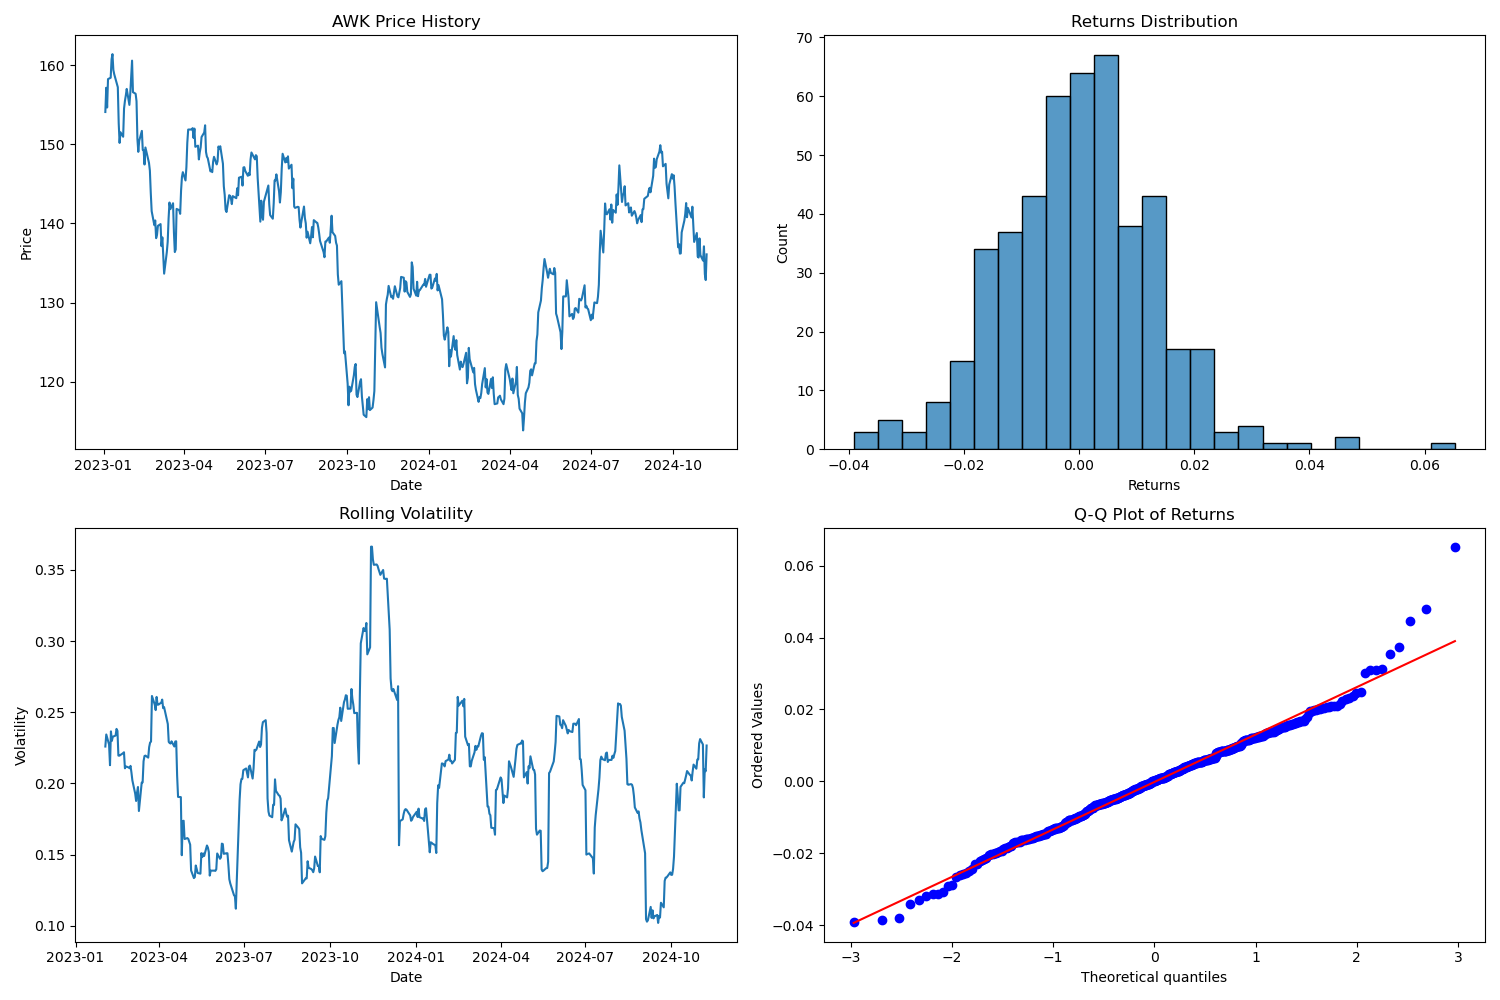 AWK Price History
Price
160
150
140
130
120
2023-01 2023-04 2023-07 2023-10 2024-01 2024-04 2024-07 2024-10
Date
Returns Distribution
Count
70
60
50
40
30
20
10
0
−0.04 −0.02 0.00 0.02 0.04 0.06
Returns
Rolling Volatility
Volatility
0.35
0.30
0.25
0.20
0.15
0.10
2023-01 2023-04 2023-07 2023-10 2024-01 2024-04 2024-07 2024-10
Date
Q-Q Plot of Returns
Ordered Values
0.06
0.04
0.02
0.00
−0.02
−0.04
−3 −2 −1 0 1 2 3
Theoretical quantiles